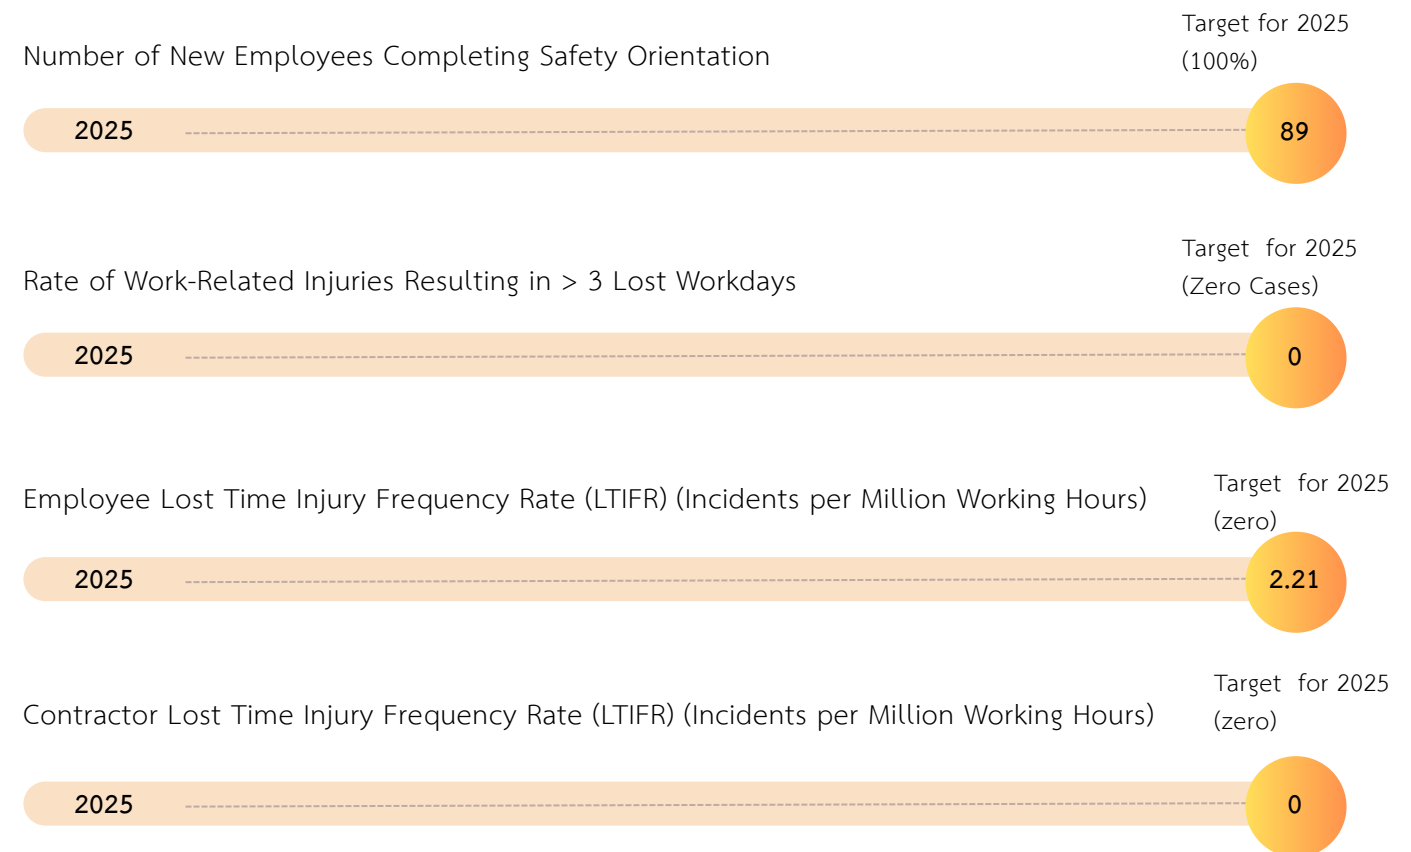 Target for 2025
(100%)
Number of New Employees Completing Safety Orientation
2025
89
Target for 2025
(Zero Cases)
Rate of Work-Related Injuries Resulting in > 3 Lost Workdays
2025
0
Target for 2025
(zero)
Employee Lost Time Injury Frequency Rate (LTIFR) (Incidents per Million Working Hours)
2025
2.21
Target for 2025
(zero)
Contractor Lost Time Injury Frequency Rate (LTIFR) (Incidents per Million Working Hours)
2025
0